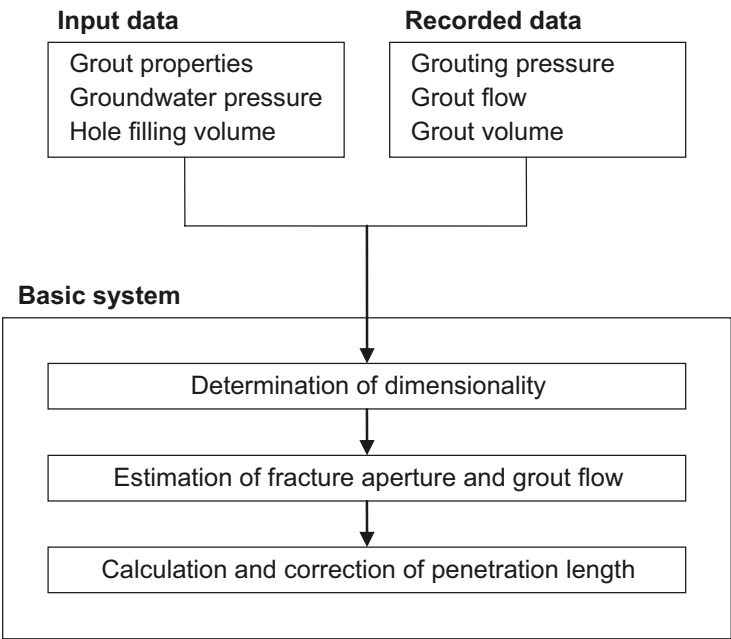 Input data
Grout properties
Groundwater pressure
Hole filling volume
Recorded data
Grouting pressure
Grout flow
Grout volume
Basic system
Determination of dimensionality
Estimation of fracture aperture and grout flow
Calculation and correction of penetration length